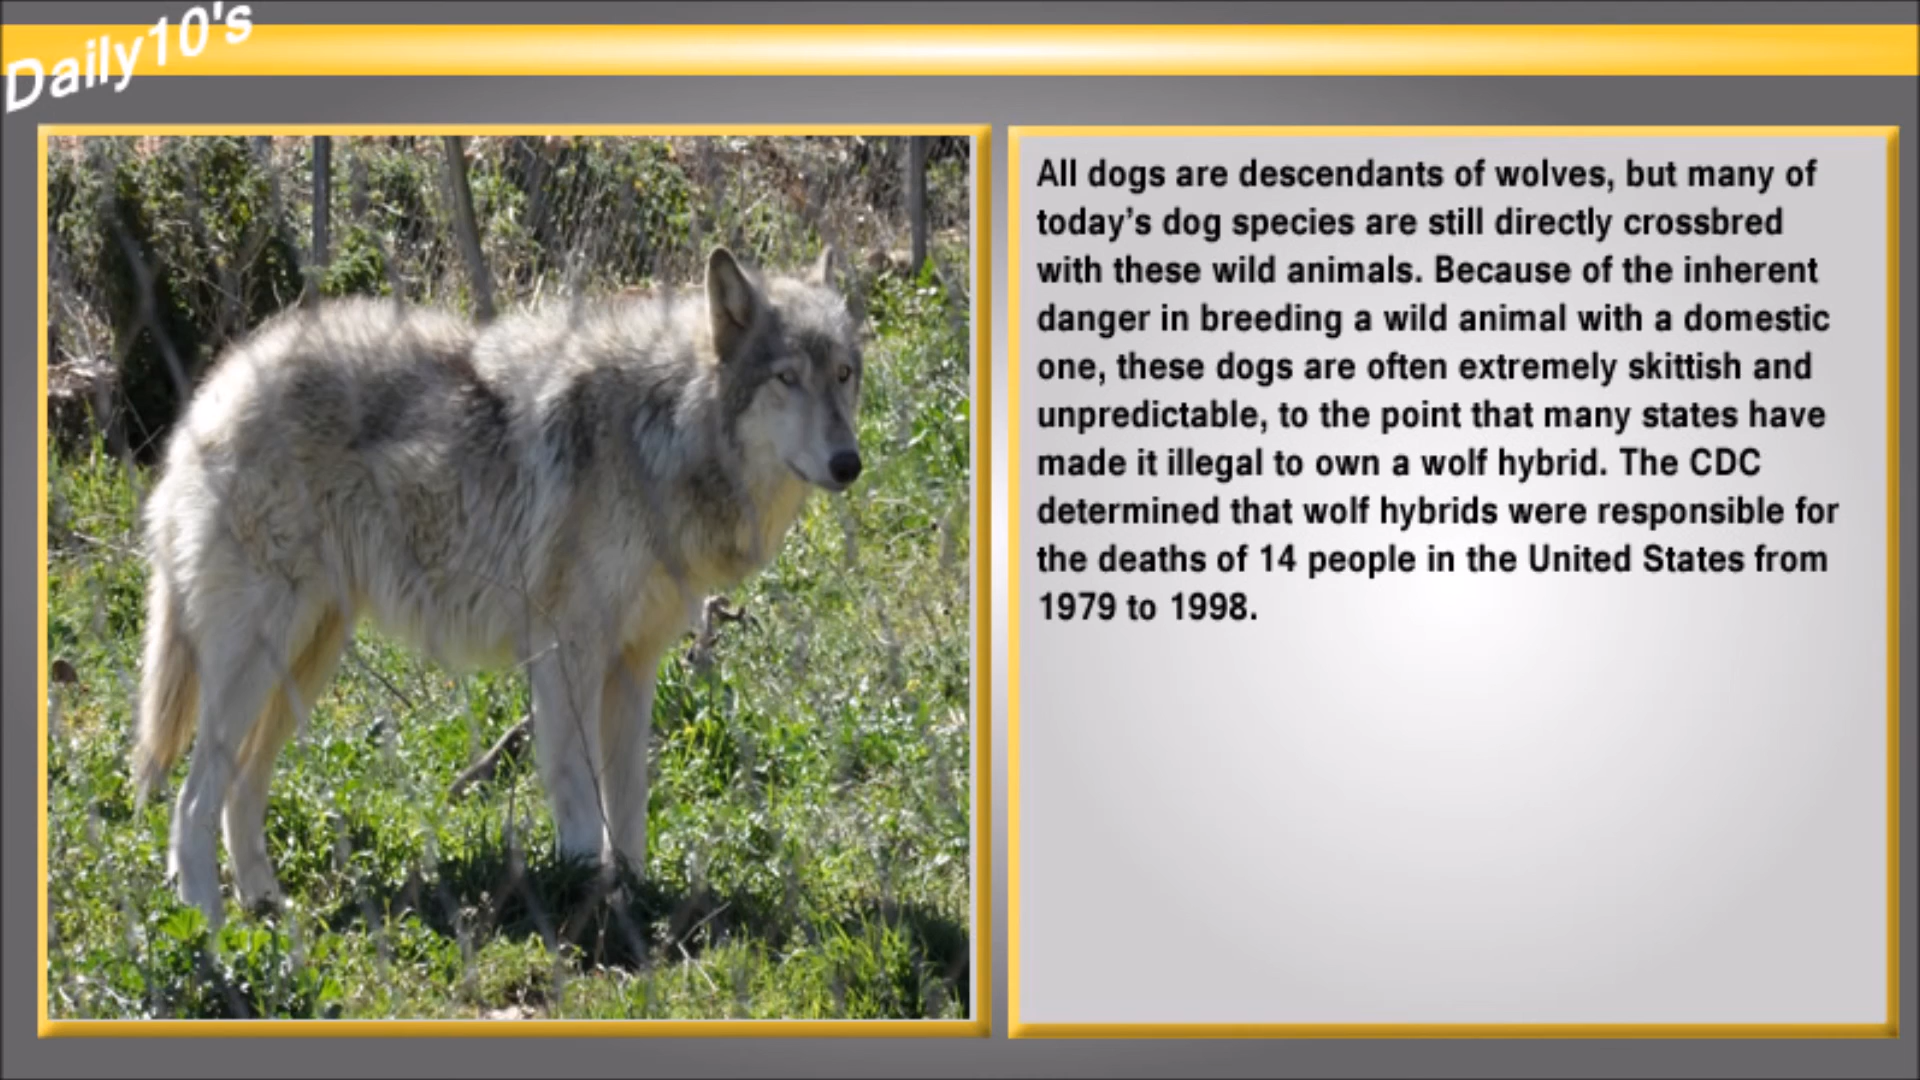 Daily10's
All dogs are descendants of wolves, but many of
today’s dog species are still directly crossbred
with these wild animals. Because of the inherent
danger in breeding a wild animal with a domestic
one, these dogs are often extremely skittish and
unpredictable, to the point that many states have
made it illegal to own a wolf hybrid. The CDC
determined that wolf hybrids were responsible for
the deaths of 14 people in the United States from
1979 to 1998.